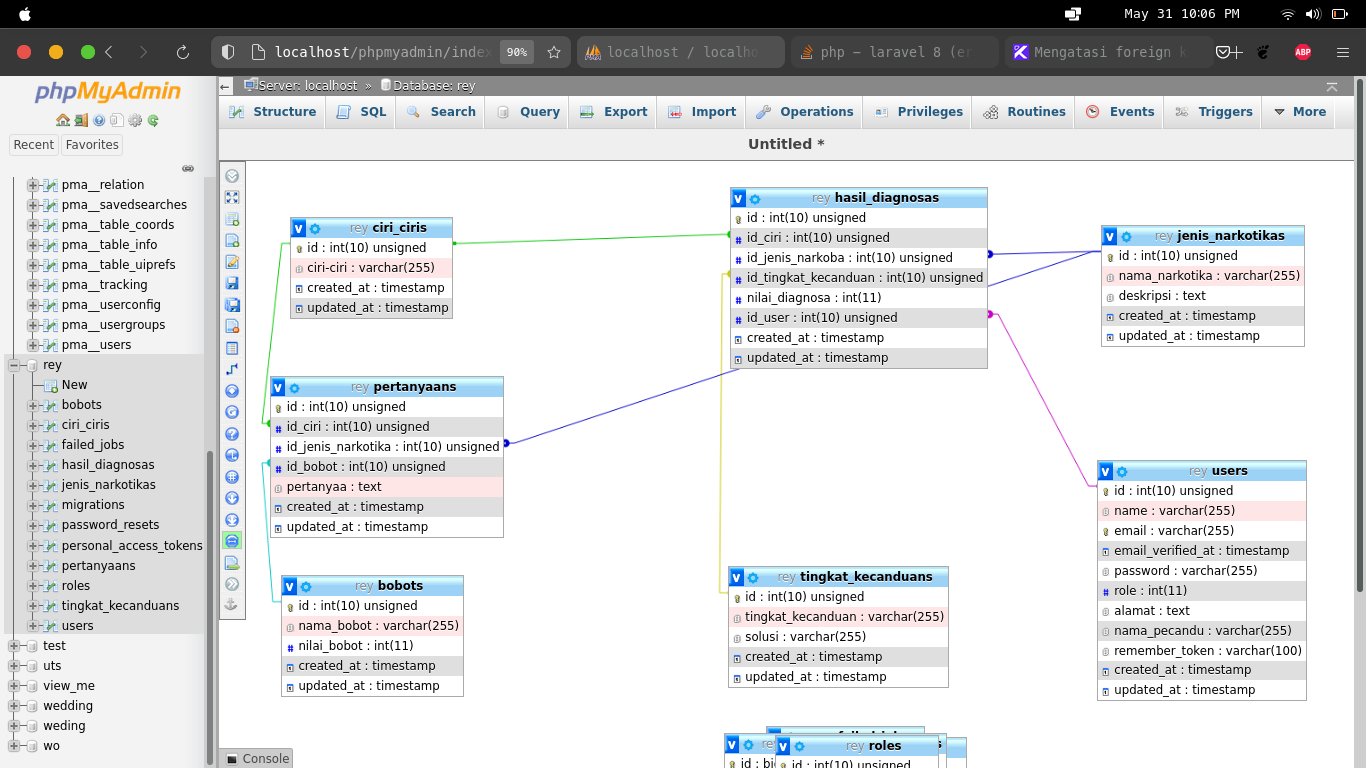 May 31 10:06 PM
localhost/phpmyadmin/index
90%
localhost / localho
php - laravel 8 (er
Mengatasi foreign k
ABP
phpMyAdmin
Recent
Favorites
pma__relation
pma__savedsearches
pma__table_coords
pma__table_info
pma__table_uiprefs
pma__tracking
pma__userconfig
pma__usergroups
pma__users
rey
New
bobots
ciri_ciris
failed_jobs
hasil_diagnosas
jenis_narkotikas
migrations
password_resets
personal_access_tokens
pertanyaans
roles
tingkat_kecanduans
users
test
uts
view_me
wedding
weding
wo
Server: localhost » Database: rey
Structure
SQL
Search
Query
Export
Import
Operations
Privileges
Routines
Events
Triggers
More
Untitled *
rey ciri_ciris
id : int(10) unsigned
ciri-ciri : varchar(255)
created_at : timestamp
updated_at : timestamp
rey pertanyaans
id : int(10) unsigned
id_ciri : int(10) unsigned
id_jenis_narkotika : int(10) unsigned
id_bobot : int(10) unsigned
pertanyaa : text
created_at : timestamp
updated_at : timestamp
rey bobots
id : int(10) unsigned
nama_bobot : varchar(255)
nilai_bobot : int(11)
created_at : timestamp
updated_at : timestamp
rey hasil_diagnosas
id : int(10) unsigned
id_ciri : int(10) unsigned
id_jenis_narkoba : int(10) unsigned
id_tingkat_kecanduan : int(10) unsigned
nilai_diagnosa : int(11)
id_user : int(10) unsigned
created_at : timestamp
updated_at : timestamp
rey tingkat_kecanduans
id : int(10) unsigned
tingkat_kecanduan : varchar(255)
solusi : varchar(255)
created_at : timestamp
updated_at : timestamp
rey jenis_narkotikas
id : int(10) unsigned
nama_narkotika : varchar(255)
deskripsi : text
created_at : timestamp
updated_at : timestamp
rey users
id : int(10) unsigned
name : varchar(255)
email : varchar(255)
email_verified_at : timestamp
password : varchar(255)
role : int(11)
alamat : text
nama_pecandu : varchar(255)
remember_token : varchar(100)
created_at : timestamp
updated_at : timestamp
rey roles
id : int(10) unsigned
id : bi
Console